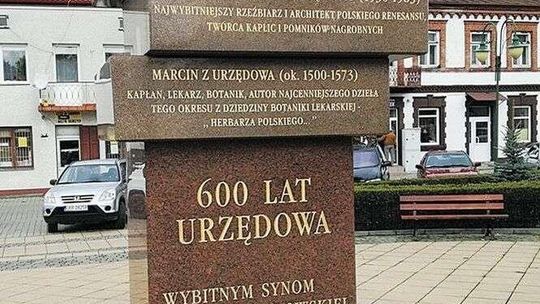 NAJWYBITNIEJSZY RZEŹBIARZ I ARCHITEKT POLSKIEGO RENESANSU,
TWÓRCA KAPLIC I POMNIKÓW NAGROBNYCH
MARCIN Z URZĘDOWA (ok. 1500-1573)
KAPŁAN, LEKARZ, BOTANIK, AUTOR NAJCENNIEJSZEGO DZIEŁA
TEGO OKRESU Z DZIEDZINY BOTANIKI LEKARSKIEJ -
,, HERBARZA POLSKIEGO..."
600 LAT
URZĘDOWA
WYBITNYM SYNOM